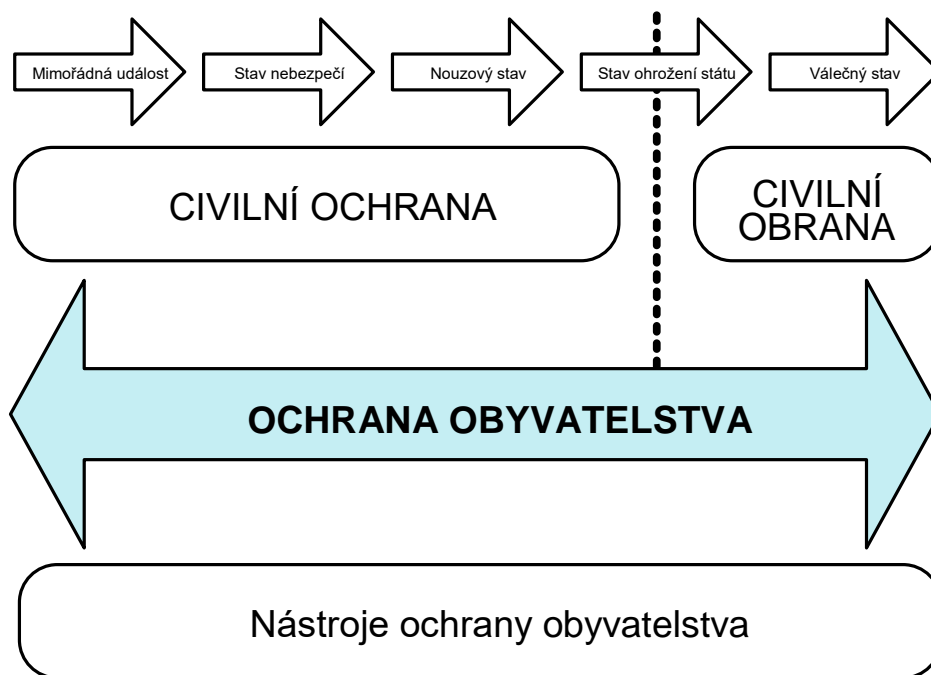 Mimořádná událost
Stav nebezpečí
Nouzový stav
Stav ohrožení státu
Válečný stav
CIVILNÍ OCHRANA
CIVILNÍ
OBRANA
OCHRANA OBYVATELSTVA
Nástroje ochrany obyvatelstva